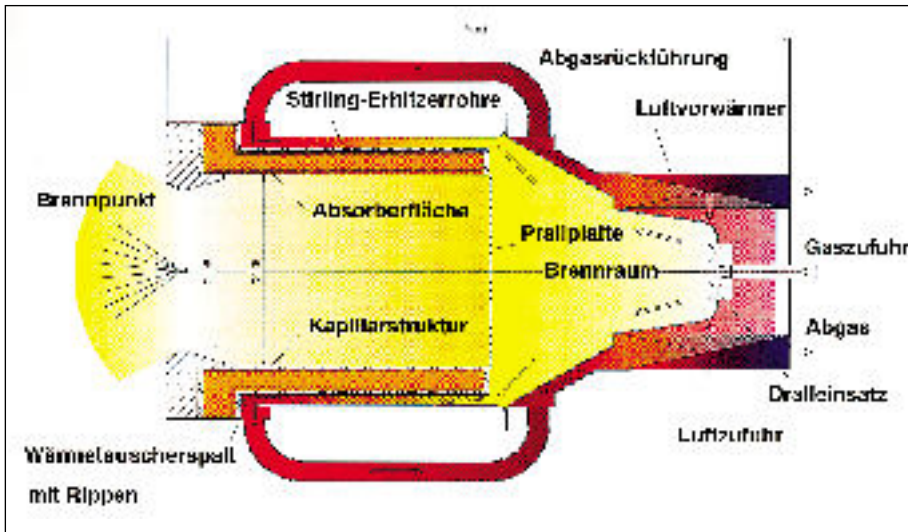 Abgasrückführung
Stirling-Erhitzerrohre
Luftvorwärmer
Brennpunkt
Absorberfläche
Prallplatte
Gaszufuhr
Brennraum
Kapillarstruktur
Abgas
Dralleinsatz
Luftzufuhr
Wärmetauscherspalt
mit Rippen